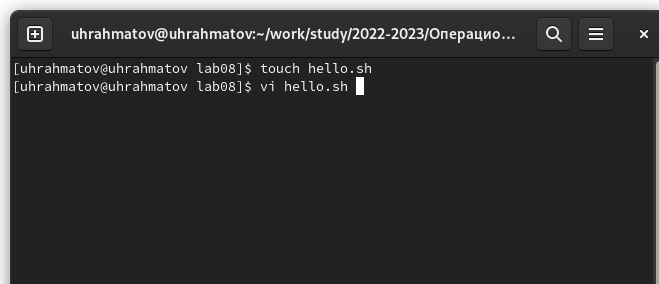 uhrahmatov@uhrahmatov:~/work/study/2022-2023/Операцио...
[uhrahmatov@uhrahmatov lab08]$ touch hello.sh
[uhrahmatov@uhrahmatov lab08]$ vi hello.sh